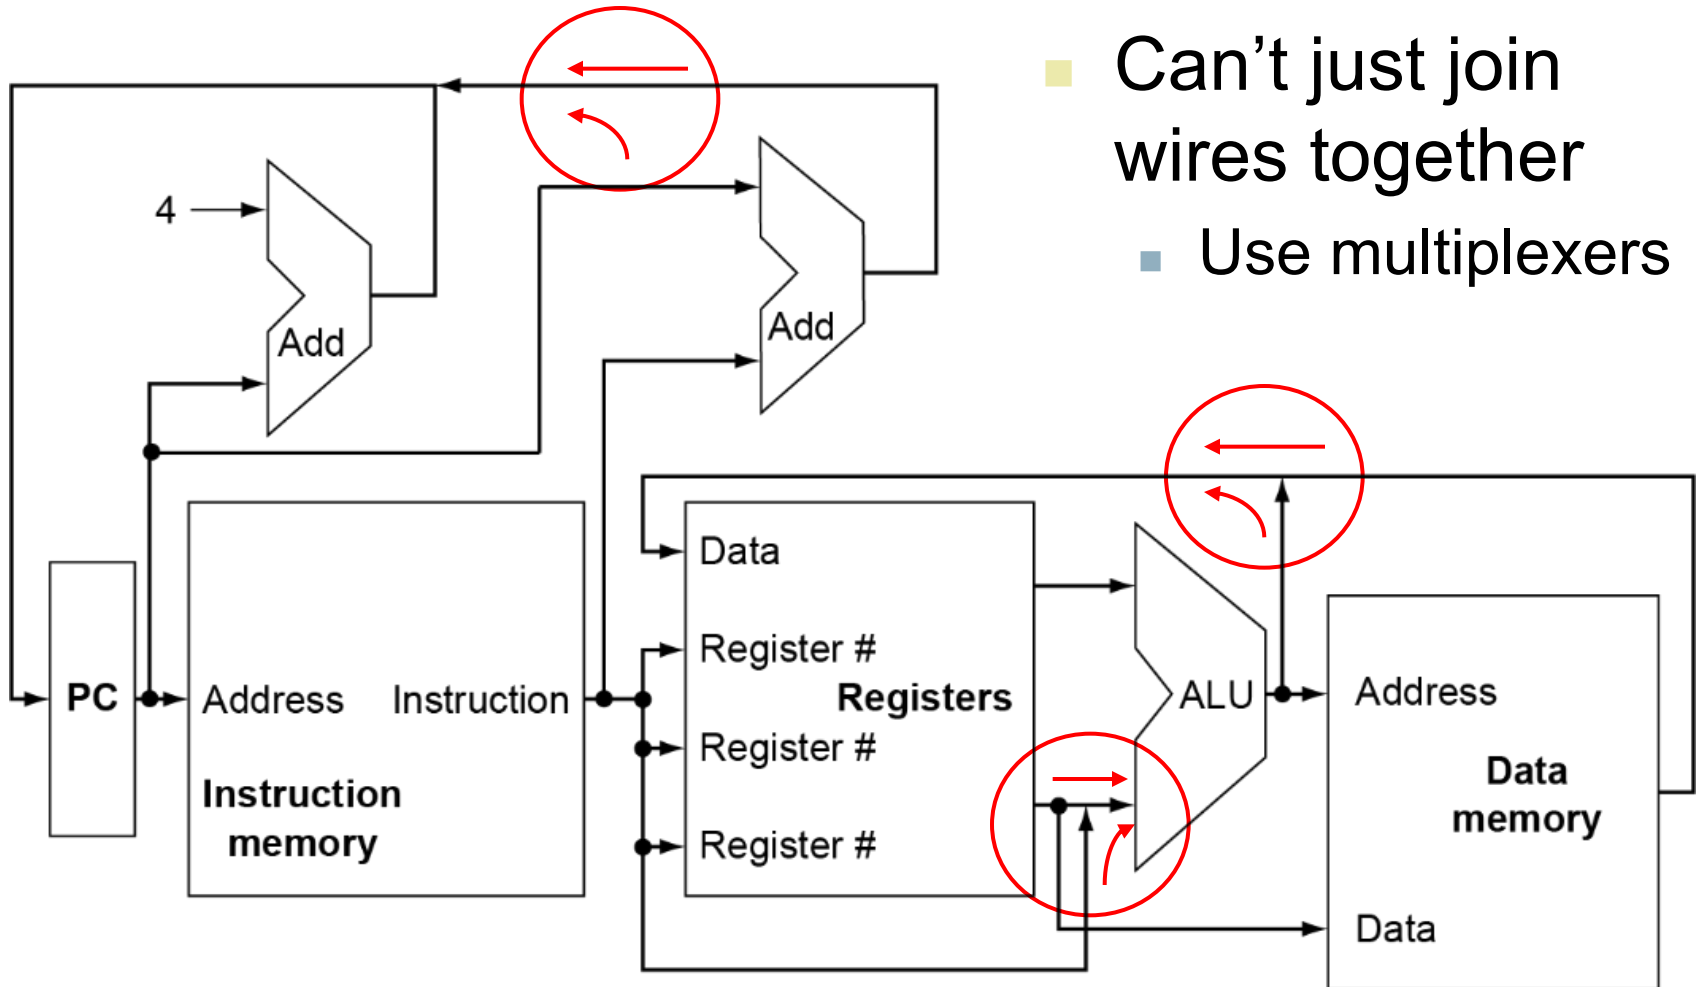 Can’t just join
wires together
Use multiplexers
4
Add
Add
PC
Address
Instruction
Instruction
memory
Data
Register #
Registers
Register #
Register #
ALU
Address
Data
memory
Data